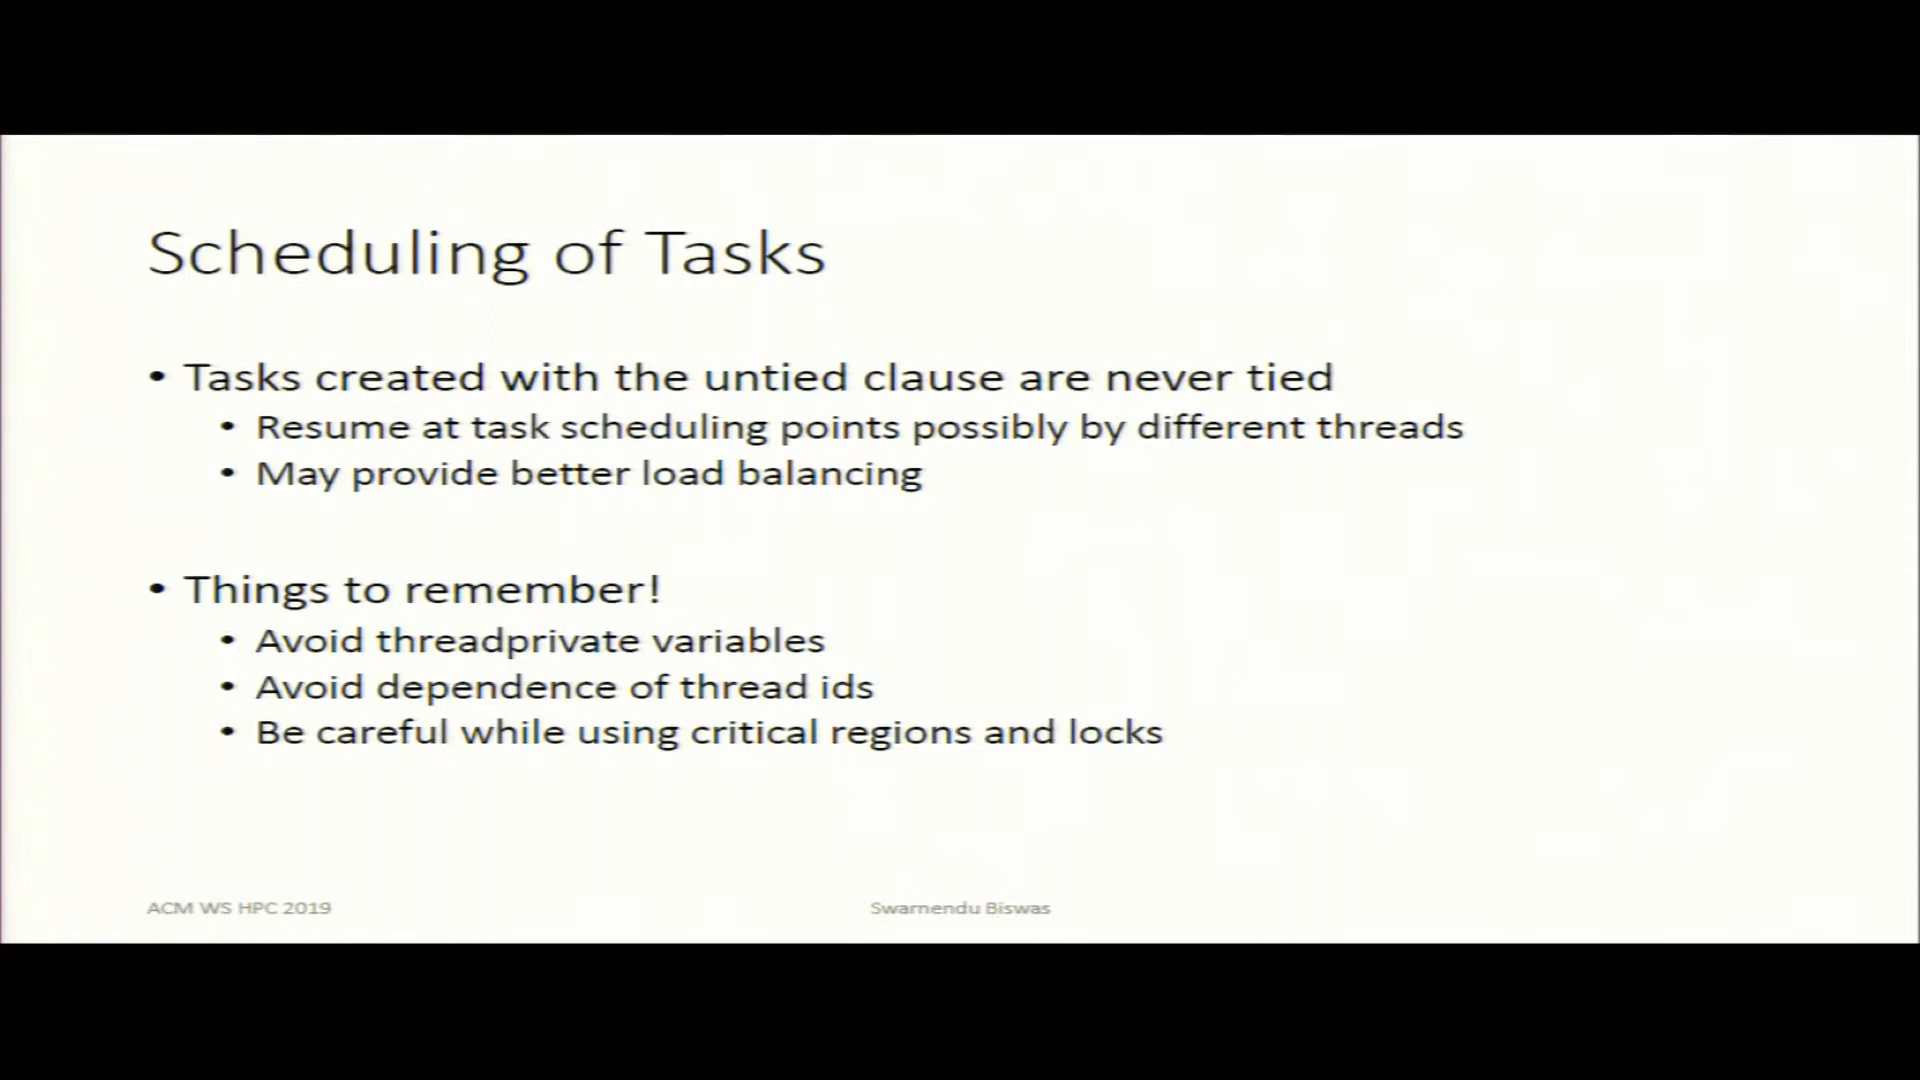 Scheduling of Tasks
• Tasks created with the untied clause are never tied
• Resume at task scheduling points possibly by different threads
• May provide better load balancing
• Things to remember!
• Avoid threadprivate variables
• Avoid dependence of thread ids
• Be careful while using critical regions and locks
ACM WS HPC 2019
Swarnendu Biswas